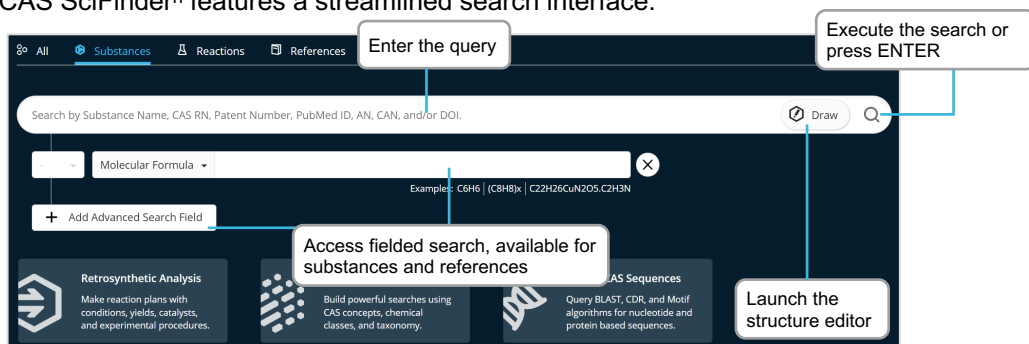 CAS SciFinderⁿ features a streamlined search interface.
All Substances Reactions References
Enter the query
Execute the search or
press ENTER
Search by Substance Name, CAS RN, Patent Number, PubMed ID, AN, CAN, and/or DOI.
Draw
- Molecular Formula
Examples: C6H6 | (C8H8)x | C22H26CuN2O5.C2H3N
+ Add Advanced Search Field
Access fielded search, available for
substances and references
Retrosynthetic Analysis
Make reaction plans with
conditions, yields, catalysts,
and experimental procedures.
Build powerful searches using
CAS concepts, chemical
classes, and taxonomy.
CAS Sequences
Query BLAST, CDR, and Motif
algorithms for nucleotide and
protein based sequences.
Launch the
structure editor